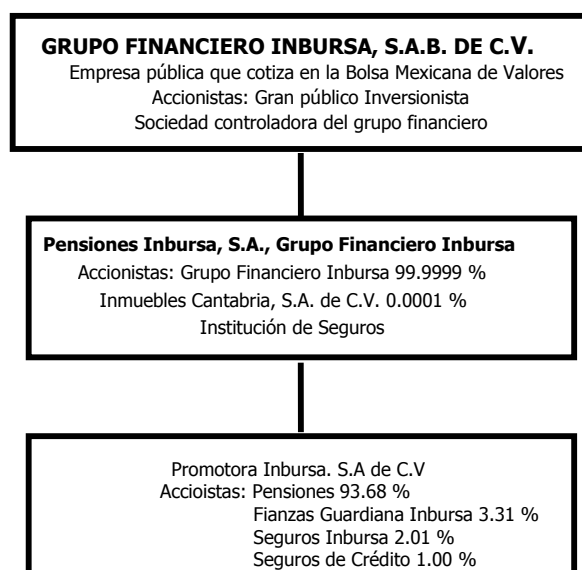 GRUPO FINANCIERO INBURSA, S.A.B. DE C.V.
Empresa pública que cotiza en la Bolsa Mexicana de Valores
Accionistas: Gran público Inversionista
Sociedad controladora del grupo financiero
Pensiones Inbursa, S.A., Grupo Financiero Inbursa
Accionistas: Grupo Financiero Inbursa 99.9999 %
Inmuebles Cantabria, S.A. de C.V. 0.0001 %
Institución de Seguros
Promotora Inbursa. S.A de C.V
Accioistas: Pensiones 93.68 %
Fianzas Guardiana Inbursa 3.31 %
Seguros Inbursa 2.01 %
Seguros de Crédito 1.00 %